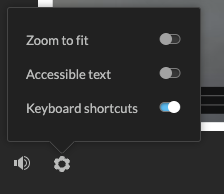 Zoom to fit
Accessible text
Keyboard shortcuts